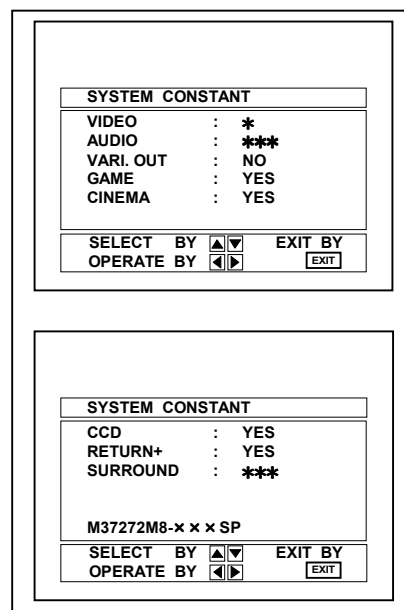 SYSTEM CONSTANT
VIDEO : *
AUDIO : ***
VARI. OUT : NO
GAME : YES
CINEMA : YES
SELECT BY ▲▼ EXIT BY
OPERATE BY ◀▶ EXIT
SYSTEM CONSTANT
CCD : YES
RETURN+ : YES
SURROUND : ***
M37272M8-× × × SP
SELECT BY ▲▼ EXIT BY
OPERATE BY ◀▶ EXIT